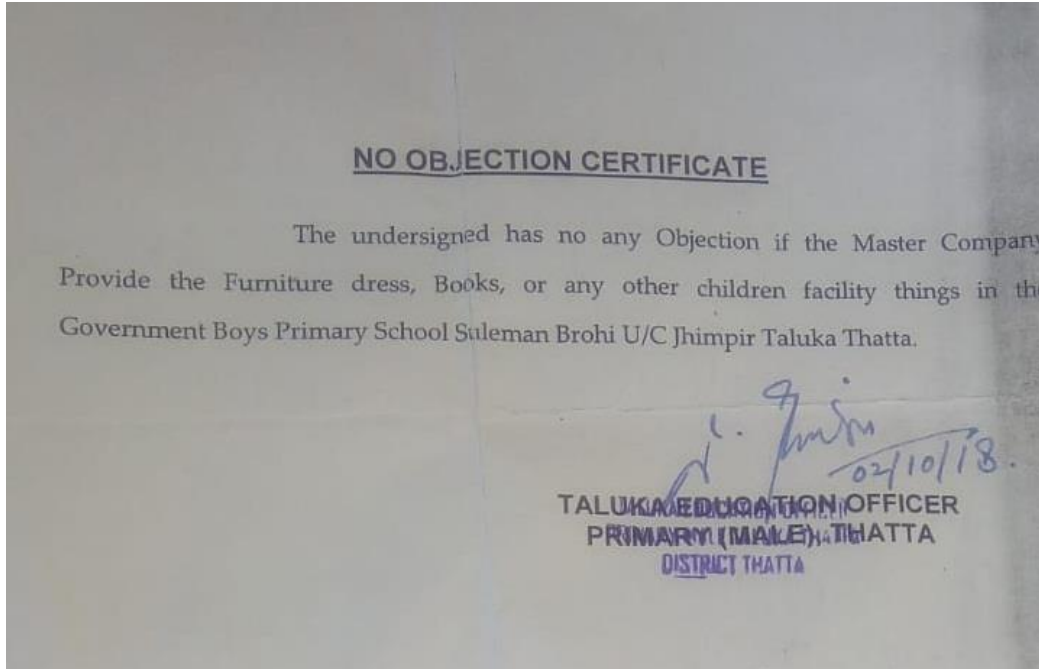 NO OBJECTION CERTIFICATE
The undersigned has no any Objection if the Master Company
Provide the Furniture dress, Books, or any other children facility things in the
Government Boys Primary School Suleman Brohi U/C Jhimpir Taluka Thatta.
02/10/18.
TALUKA EDUCATION OFFICER
PRIMARY (MALE) THATTA
DISTRICT THATTA